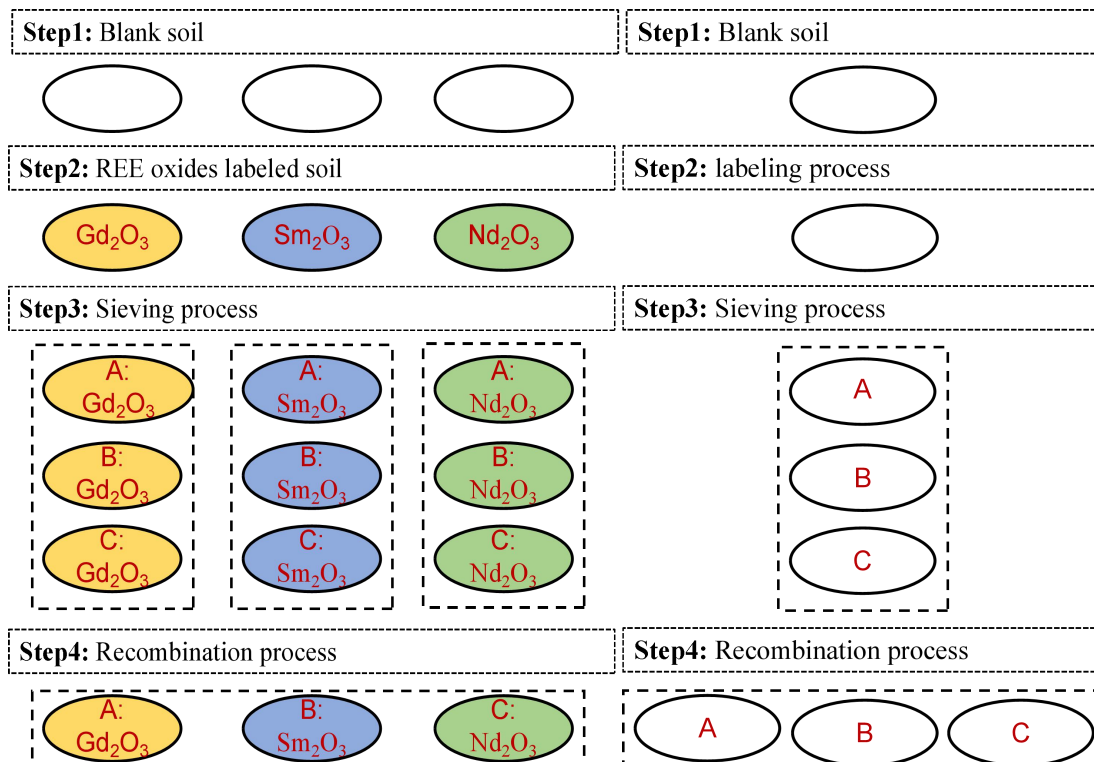 Step1: Blank soil
Step1: Blank soil
Step2: REE oxides labeled soil
Step2: labeling process
Gd₂O₃
Sm₂O₃
Nd₂O₃
Step3: Sieving process
Step3: Sieving process
A:
Gd₂O₃
A:
Sm₂O₃
A:
Nd₂O₃
A
B:
Gd₂O₃
B:
Sm₂O₃
B:
Nd₂O₃
B
C:
Gd₂O₃
C:
Sm₂O₃
C:
Nd₂O₃
C
Step4: Recombination process
Step4: Recombination process
A:
Gd₂O₃
B:
Sm₂O₃
C:
Nd₂O₃
A
B
C